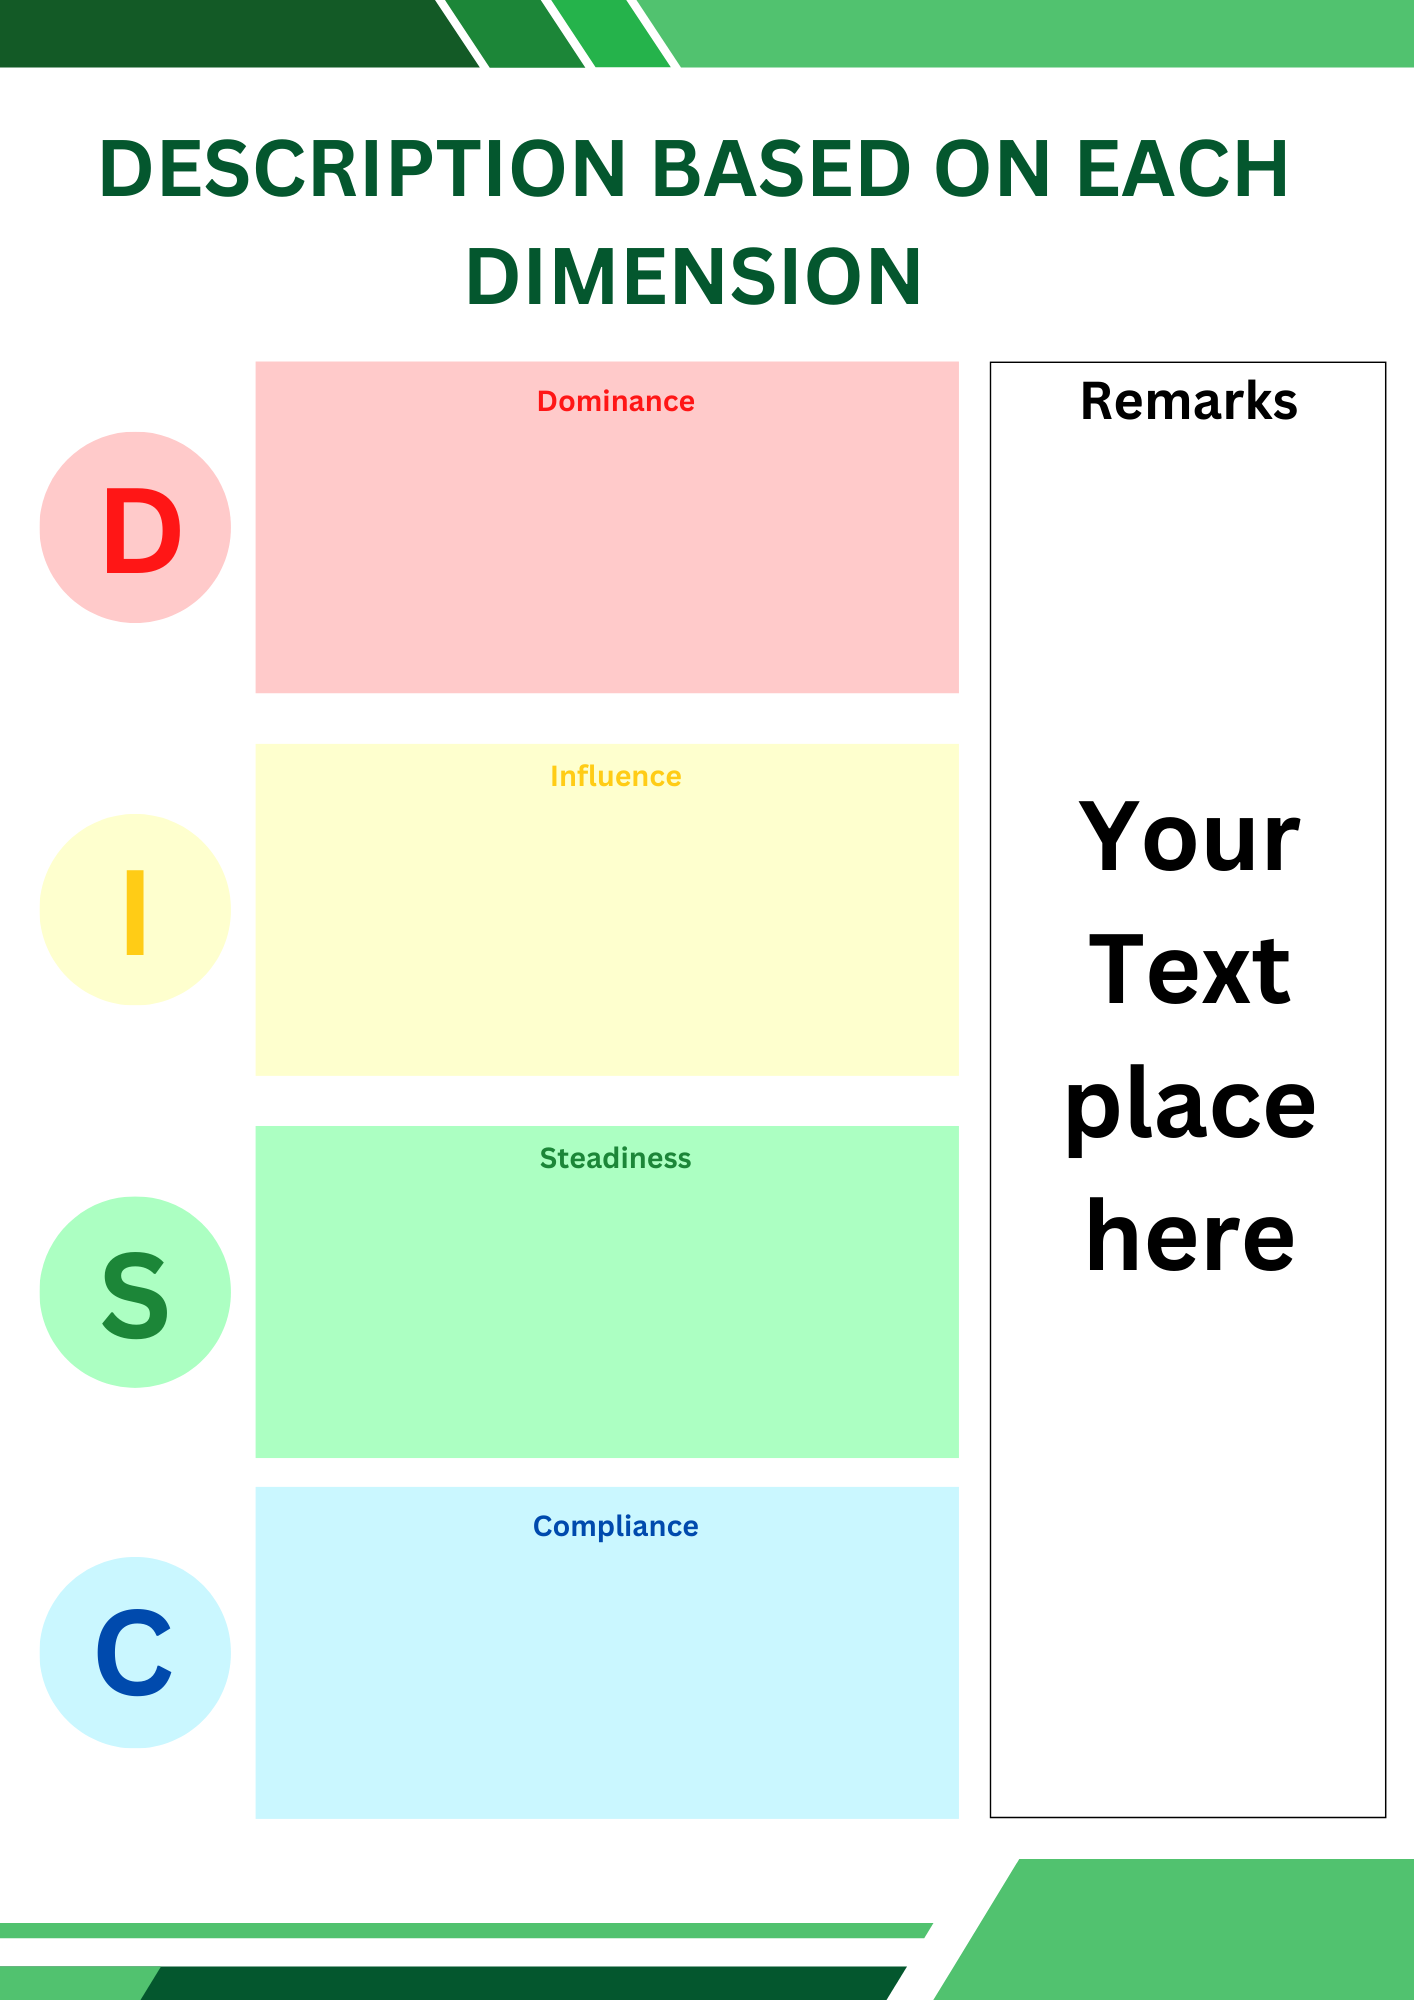 DESCRIPTION BASED ON EACH
DIMENSION
D
Dominance
I
Influence
S
Steadiness
C
Compliance
Remarks
Your
Text
place
here